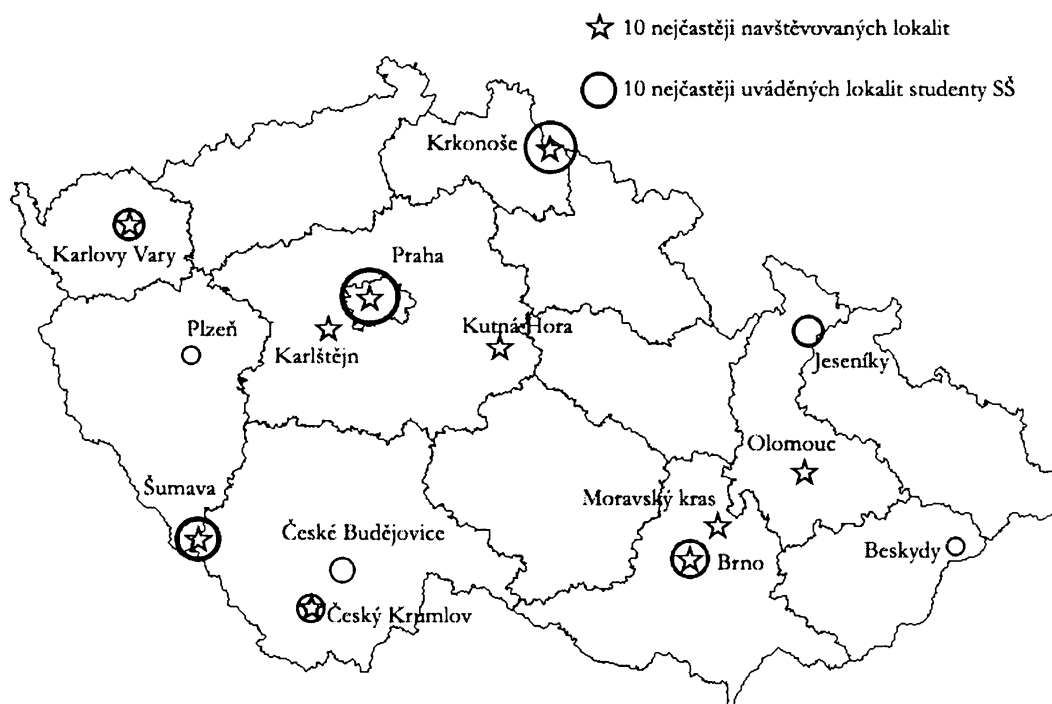 10 nejčastěji navštěvovaných lokalit
10 nejčastěji uváděných lokalit studenty SŠ
Krkonoše
Karlovy Vary
Praha
Plzeň
Karlštějn
Kutná Hora
Jeseníky
Olomouc
Šumava
Moravský kras
České Budějovice
Brno
Beskydy
Český Krumlov